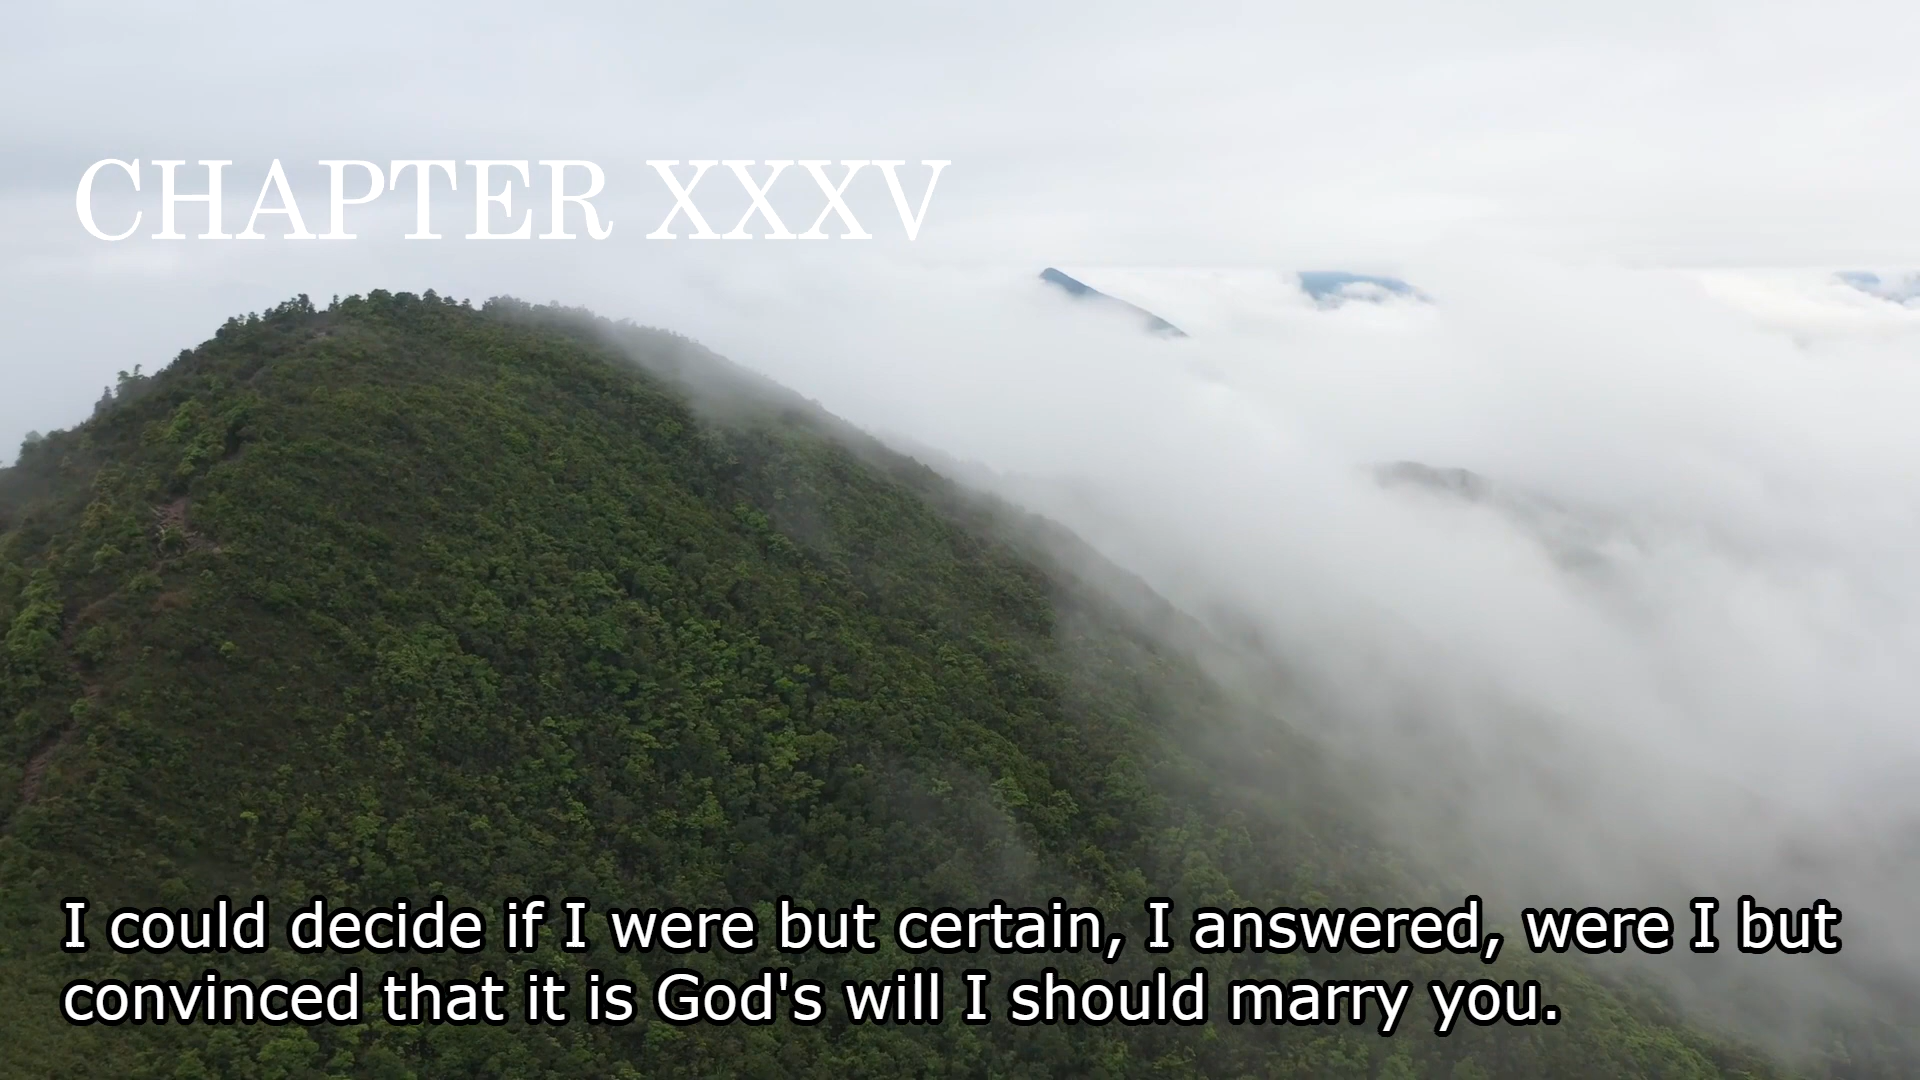 CHAPTER XXXV
I could decide if I were but certain, I answered, were I but
convinced that it is God's will I should marry you.